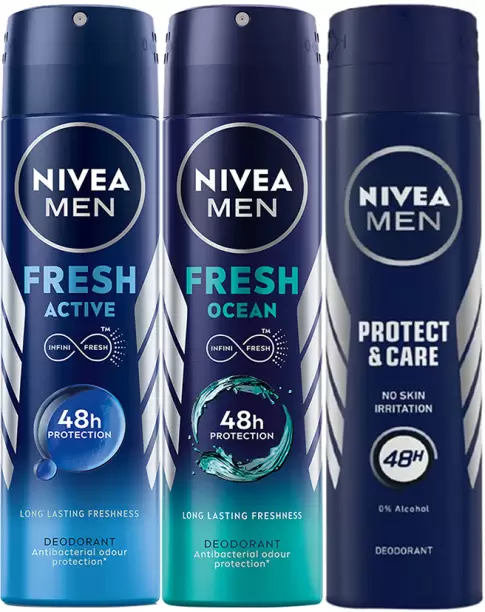 NIVEA
MEN
FRESH
ACTIVE
INFINI FRESH
TM
48h
PROTECTION
LONG LASTING FRESHNESS
DEODORANT
Antibacterial odour
protection*
NIVEA
MEN
FRESH
OCEAN
INFINI FRESH
TM
48h
PROTECTION
LONG LASTING FRESHNESS
DEODORANT
Antibacterial odour
protection*
NIVEA
MEN
PROTECT
& CARE
NO SKIN
IRRITATION
48H
0% Alcohol
DEODORANT